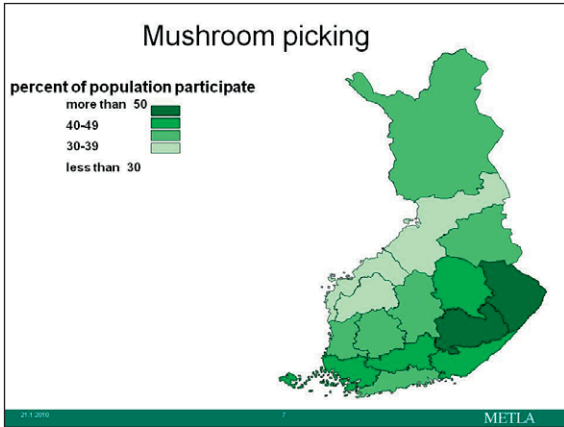 Mushroom picking
percent of population participate
more than 50
40-49
30-39
less than 30
21.1.2010
7
METLA